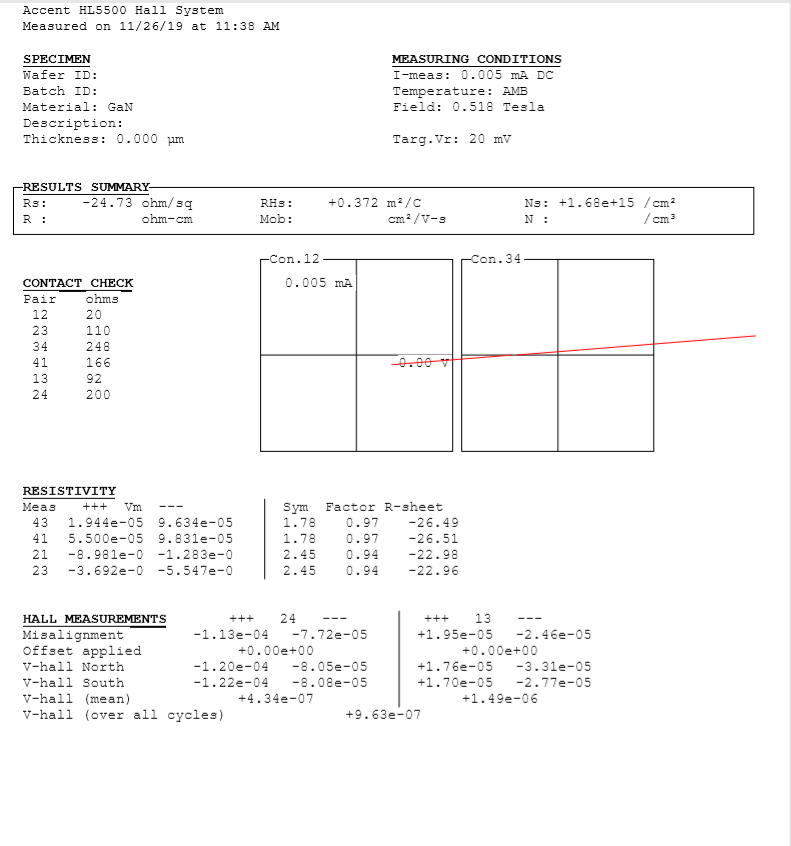 Accent HL5500 Hall System
Measured on 11/26/19 at 11:38 AM
SPECIMEN MEASURING CONDITIONS
Wafer ID: I-meas: 0.005 mA DC
Batch ID: Temperature: AMB
Material: GaN Field: 0.518 Tesla
Description:
Thickness: 0.000 µm Targ.Vr: 20 mV
RESULTS SUMMARY
Rs: -24.73 ohm/sq RHs: +0.372 m²/C Ns: +1.68e+15 /cm²
R : ohm-cm Mob: cm²/V-s N : /cm³
Con.12 Con.34
CONTACT CHECK 0.005 mA
Pair ohms
12 20
23 110
34 248
41 166
13 92
24 200
0.00 V
RESISTIVITY
Meas +++ Vm --- Sym Factor R-sheet
43 1.944e-05 9.634e-05 1.78 0.97 -26.49
41 5.500e-05 9.831e-05 1.78 0.97 -26.51
21 -8.981e-0 -1.283e-0 2.45 0.94 -22.98
23 -3.692e-0 -5.547e-0 2.45 0.94 -22.96
HALL MEASUREMENTS +++ 24 --- +++ 13 ---
Misalignment -1.13e-04 -7.72e-05 +1.95e-05 -2.46e-05
Offset applied +0.00e+00 +0.00e+00
V-hall North -1.20e-04 -8.05e-05 +1.76e-05 -3.31e-05
V-hall South -1.22e-04 -8.08e-05 +1.70e-05 -2.77e-05
V-hall (mean) +4.34e-07 +1.49e-06
V-hall (over all cycles) +9.63e-07